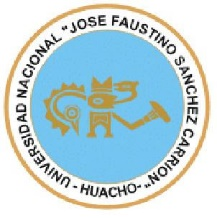 UNIVERSIDAD NACIONAL "JOSE FAUSTINO SANCHEZ CARRION"
- HUACHO -